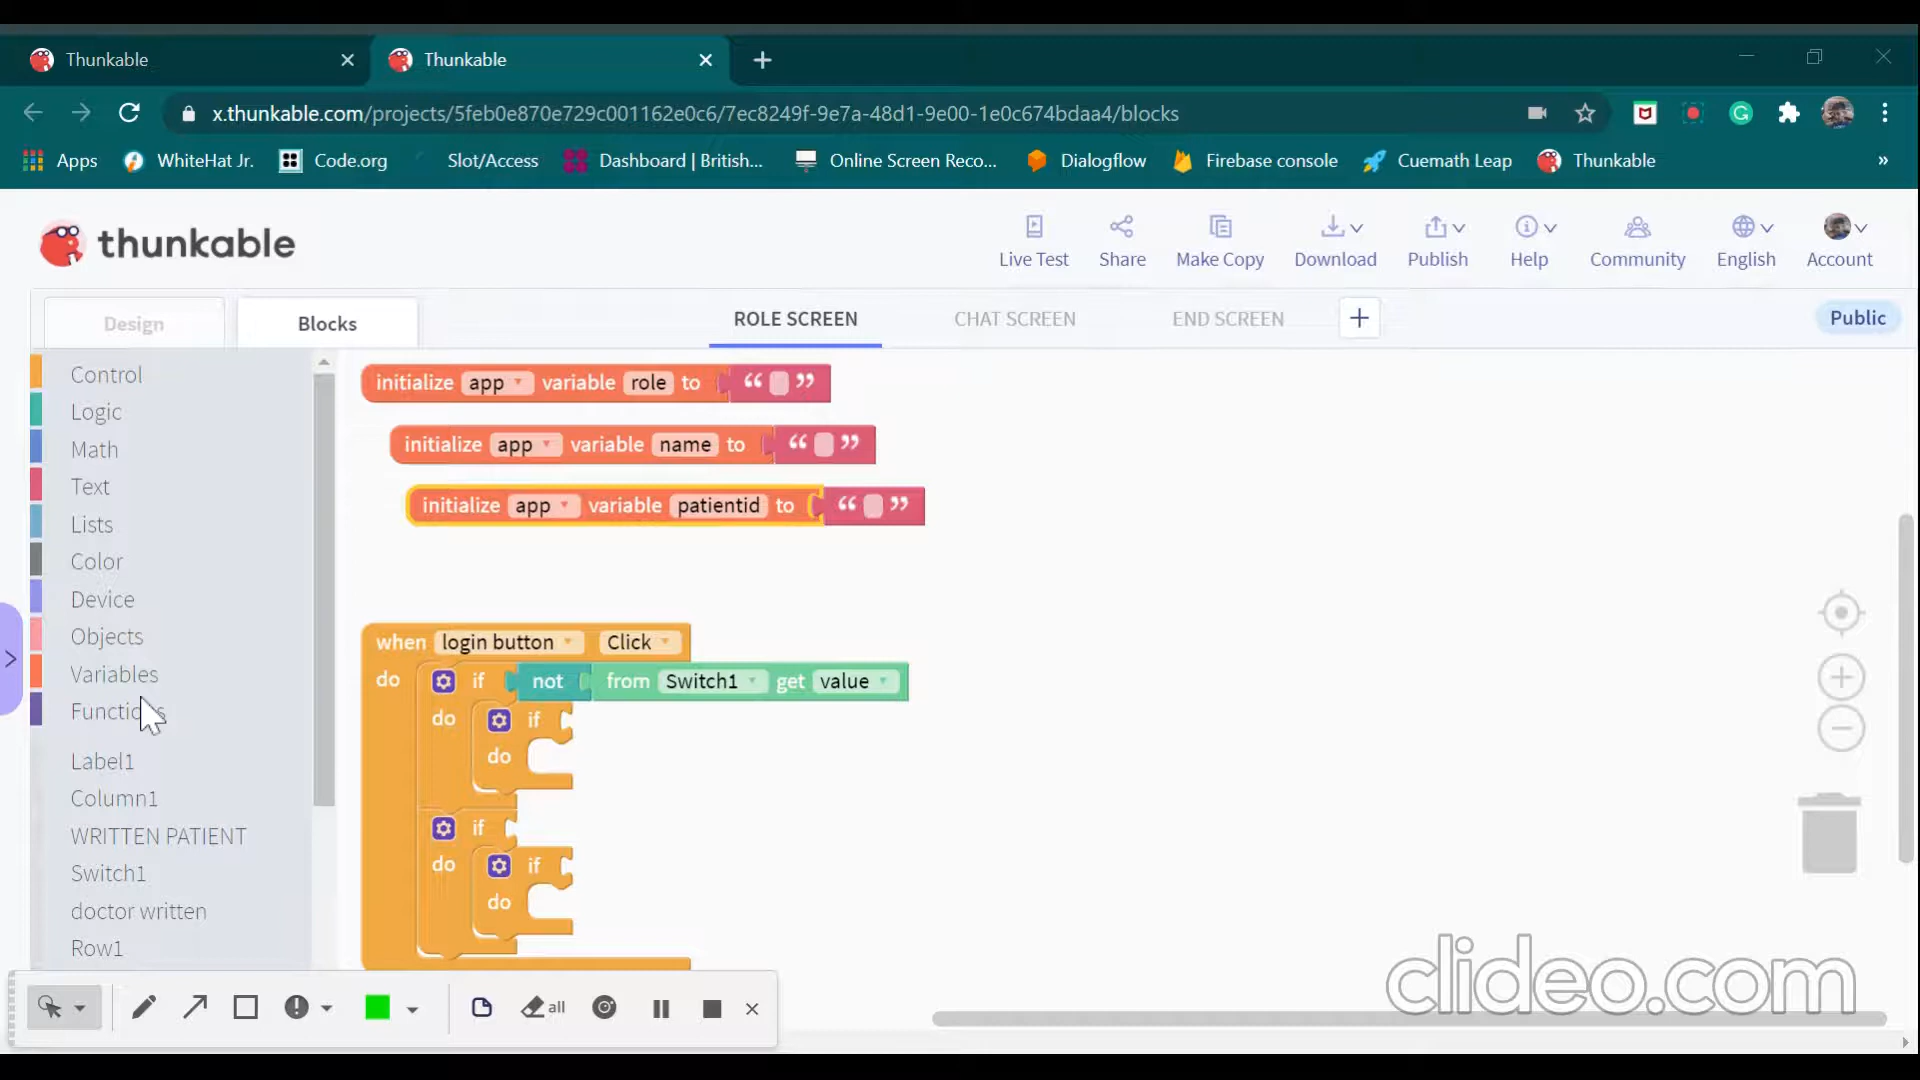 Thunkable
Thunkable
x.thunkable.com/projects/5feb0e870e729c001162e0c6/7ec8249f-9e7a-48d1-9e00-1e0c674bdaa4/blocks
Apps WhiteHat Jr. Code.org Slot/Access Dashboard | British... Online Screen Reco... Dialogflow Firebase console Cuemath Leap Thunkable »
thunkable
Live Test Share Make Copy Download Publish Help Community English Account
Design Blocks ROLE SCREEN CHAT SCREEN END SCREEN + Public
Control
Logic
Math
Text
Lists
Color
Device
Objects
Variables
Functions
Label1
Column1
WRITTEN PATIENT
Switch1
doctor written
Row1
initialize app variable role to “ ”
initialize app variable name to “ ”
initialize app variable patientid to “ ”
when login button Click
do if not from Switch1 get value
do if
do
if
do if
do
all
clideo.com